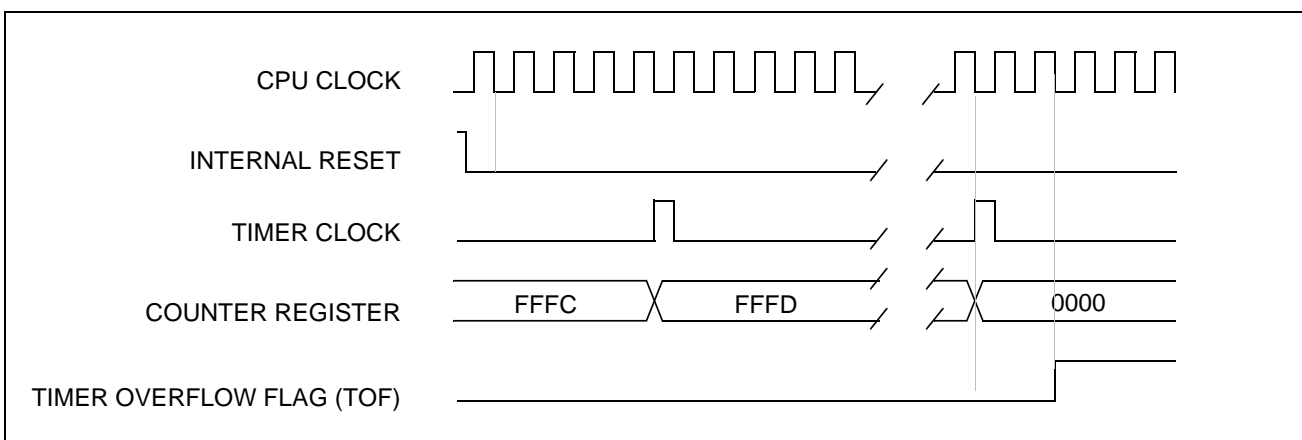 CPU CLOCK
INTERNAL RESET
TIMER CLOCK
COUNTER REGISTER
FFFC
FFFD
0000
TIMER OVERFLOW FLAG (TOF)